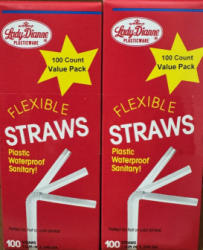 Lady Dianne
PLASTICWARE
100 Count
Value Pack
FLEXIBLE
STRAWS
Plastic
Waterproof
Sanitary!
100
Lady Dianne
PLASTICWARE
100 Count
Value Pack
FLEXIBLE
STRAWS
Plastic
Waterproof
Sanitary!
100